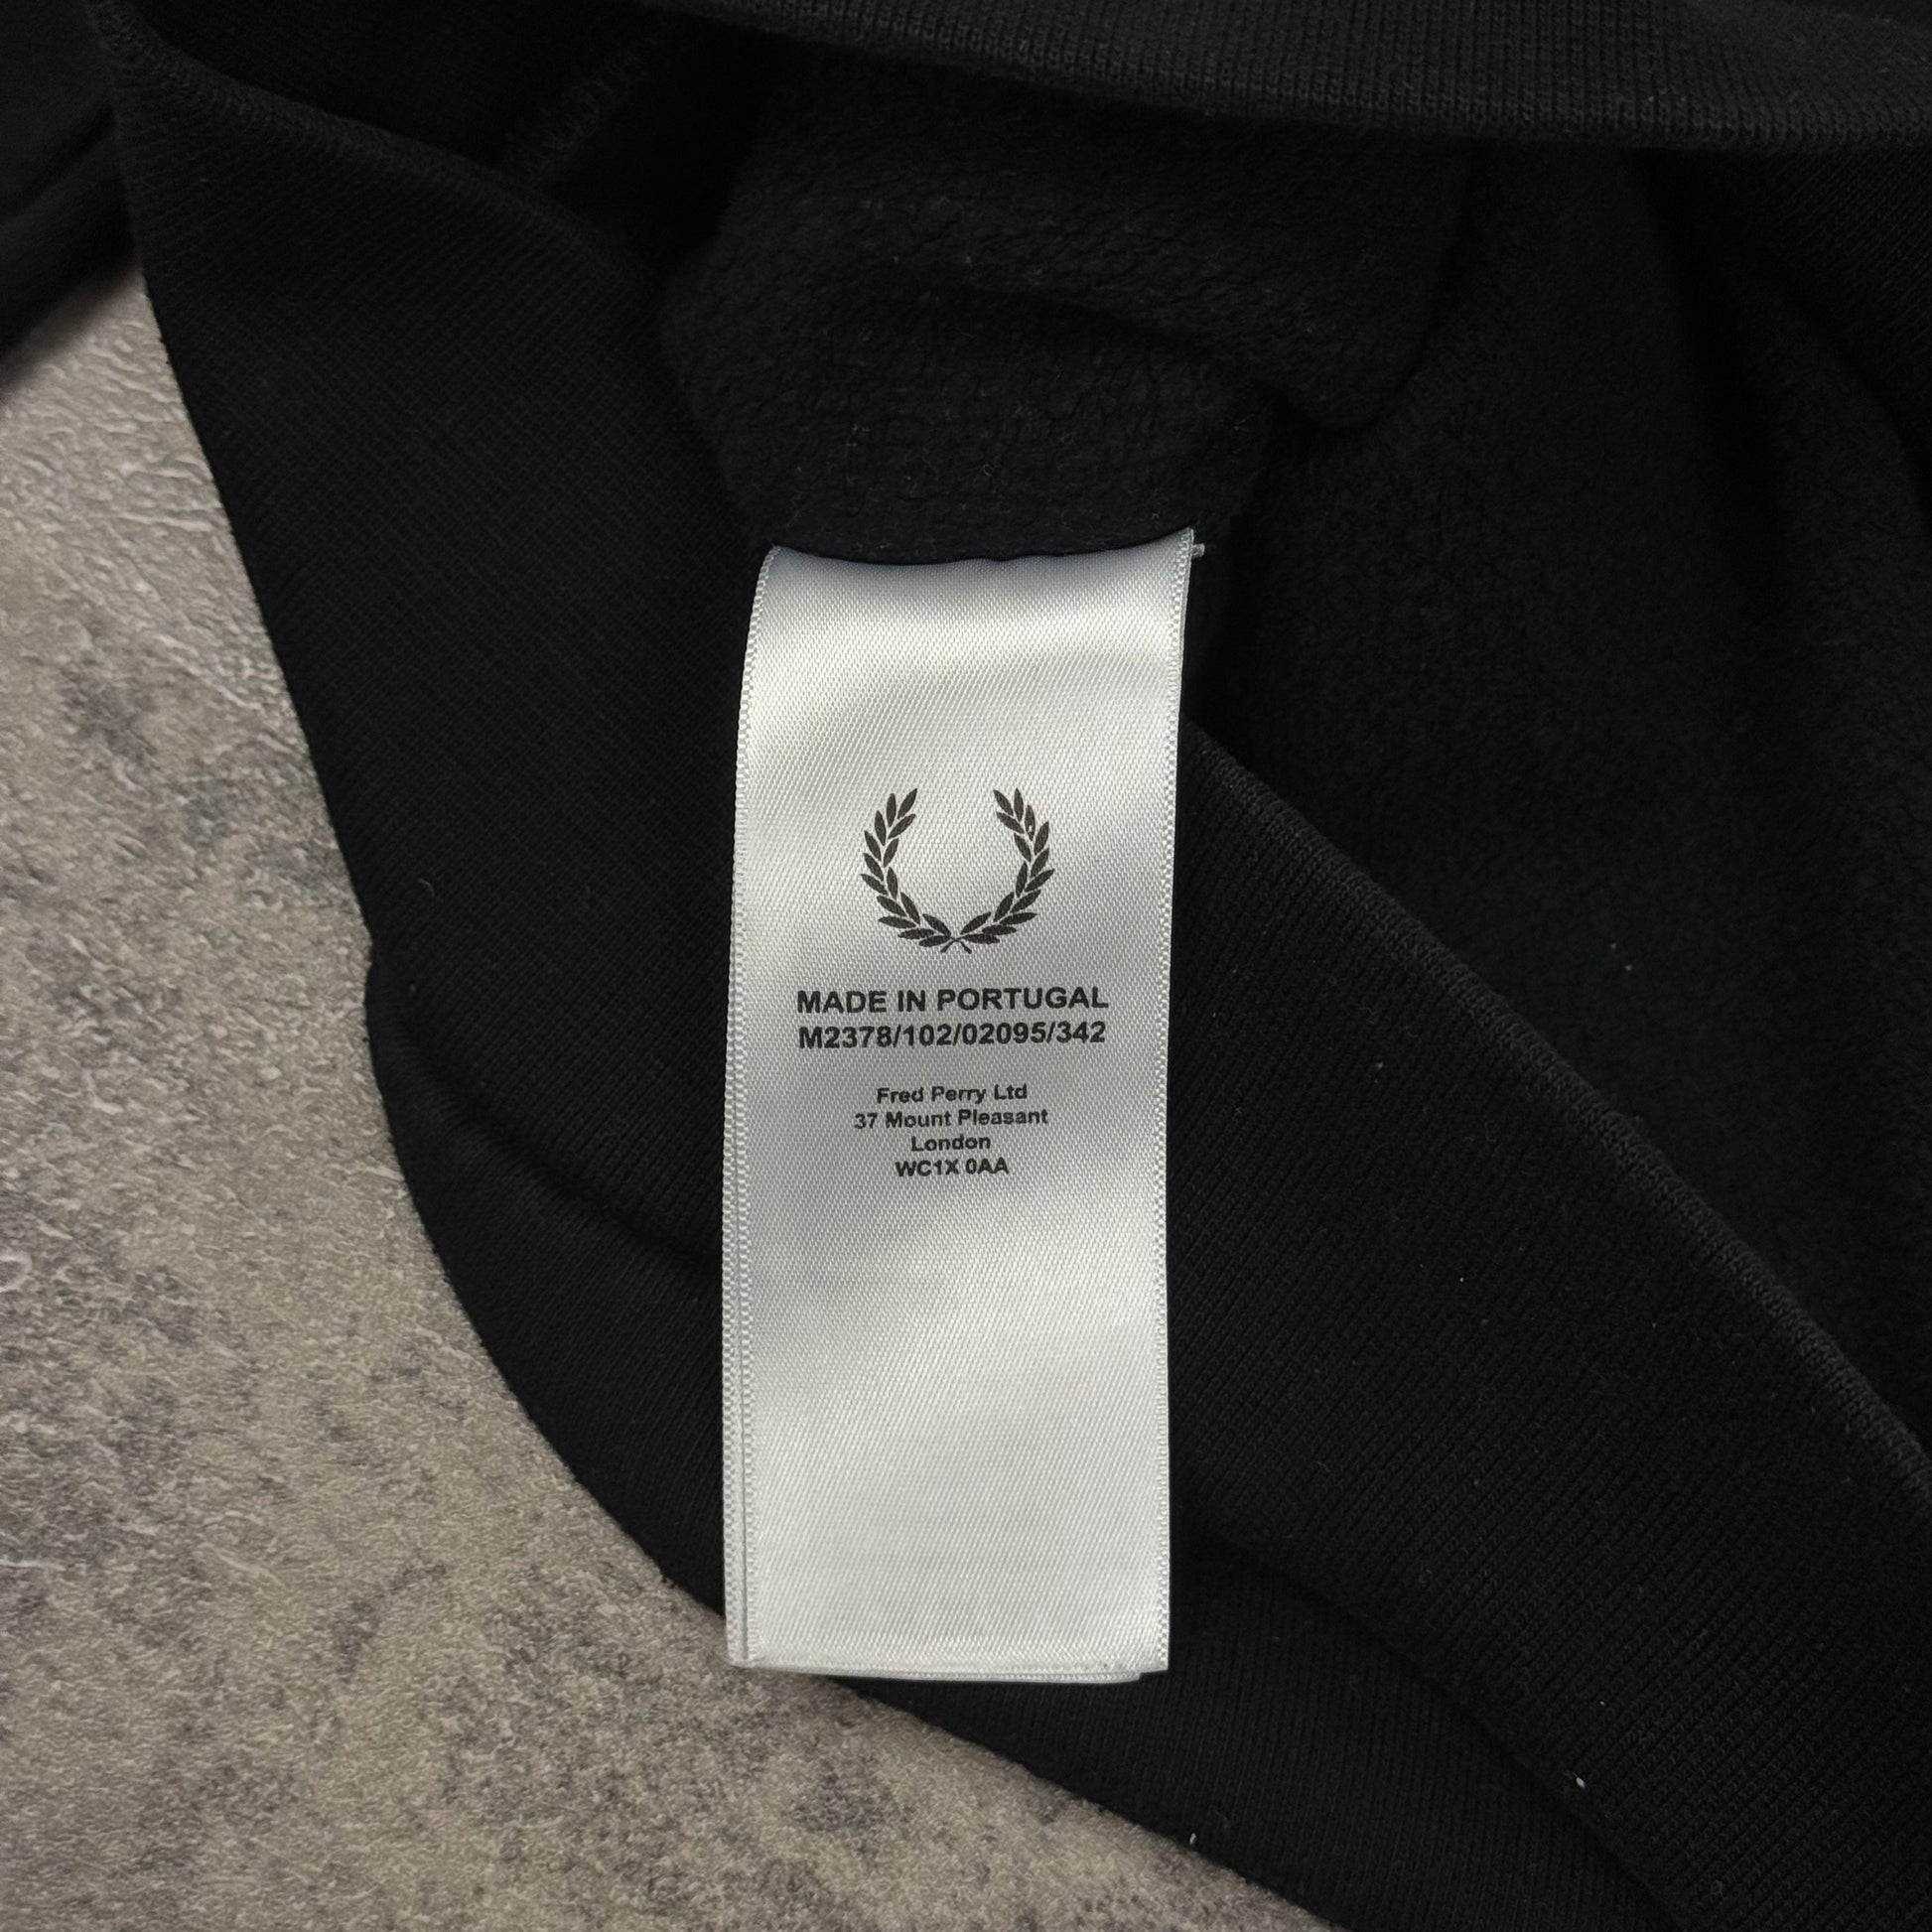 MADE IN PORTUGAL
M2378/102/02095/342
Fred Perry Ltd
37 Mount Pleasant
London
WC1X 0AA